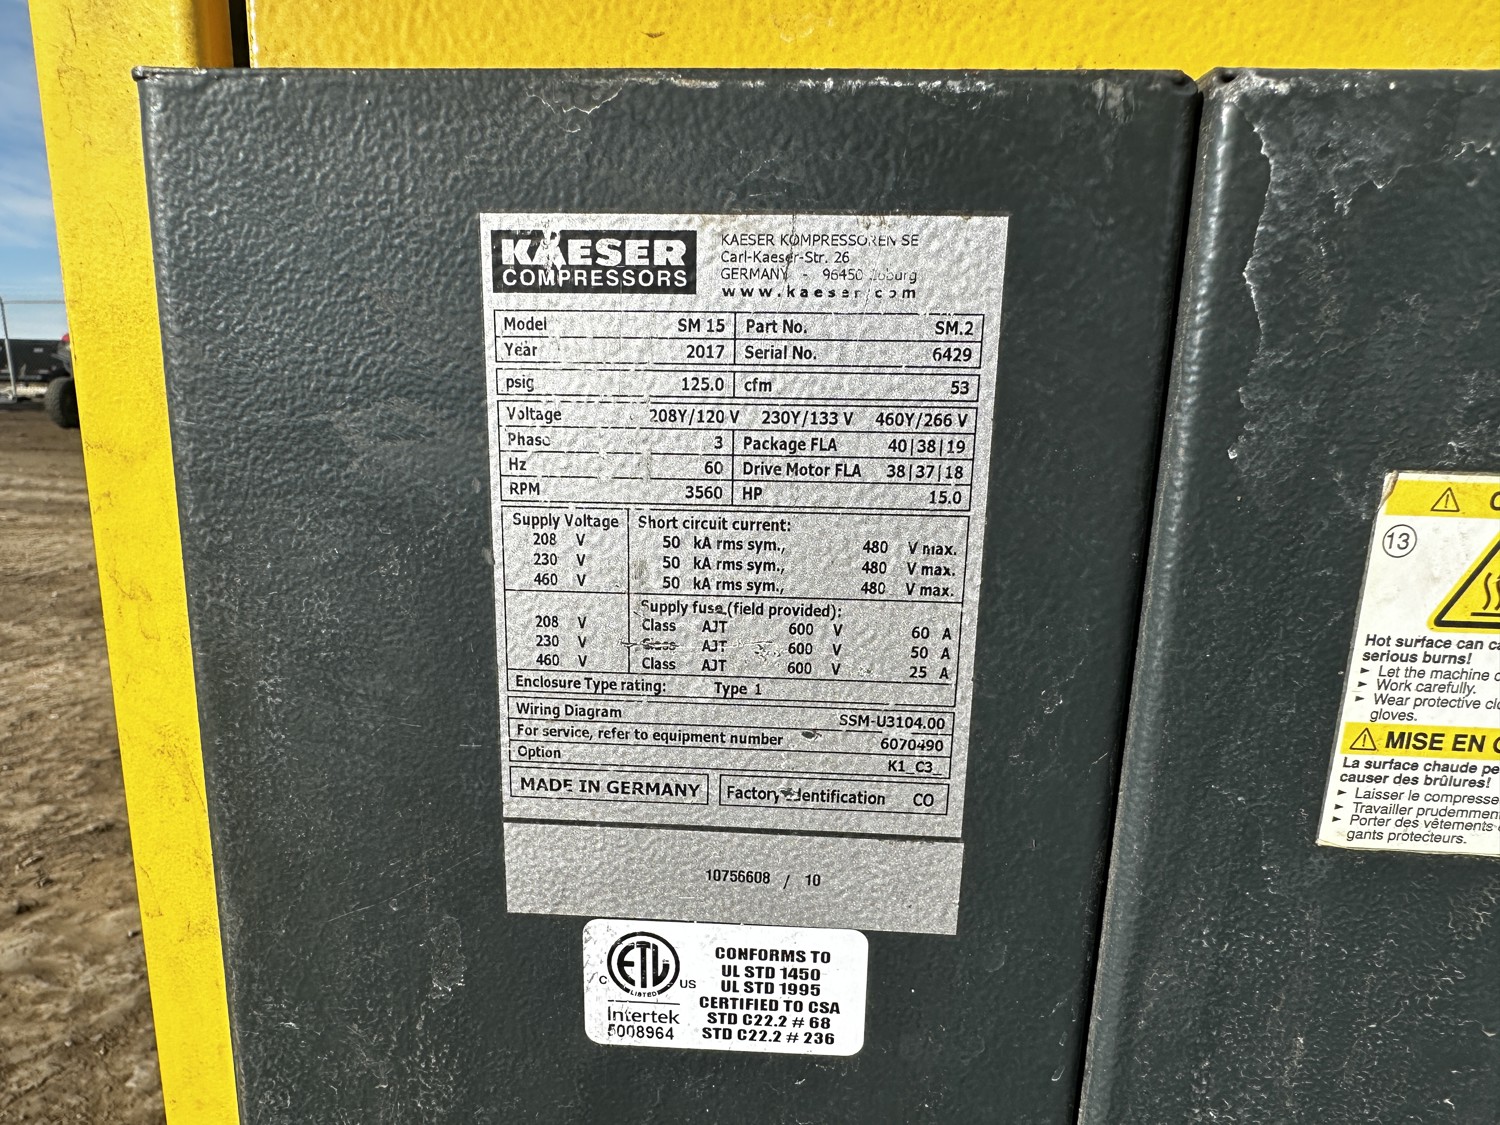 KAESER
COMPRESSORS
KAESER KOMPRESSOREN SE
Carl-Kaeser-Str. 26
GERMANY - 96450 Coburg
www.kaeser.com
Model SM 15 Part No. SM.2
Year 2017 Serial No. 6429
psig 125.0 cfm 53
Voltage 208Y/120 V 230Y/133 V 460Y/266 V
Phase 3 Package FLA 40|38|19
Hz 60 Drive Motor FLA 38|37|18
RPM 3560 HP 15.0
Supply Voltage Short circuit current:
208 V 50 kA rms sym., 480 V max.
230 V 50 kA rms sym., 480 V max.
460 V 50 kA rms sym., 480 V max.
Supply fuse (field provided):
208 V Class AJT 600 V 60 A
230 V Class AJT 600 V 50 A
460 V Class AJT 600 V 25 A
Enclosure Type rating: Type 1
Wiring Diagram SSM-U3104.00
For service, refer to equipment number 6070490
Option K1_C3_
MADE IN GERMANY Factory Identification CO
10756608 / 10
ETL
LISTED
C US
Intertek
5008964
CONFORMS TO
UL STD 1450
UL STD 1995
CERTIFIED TO CSA
STD C22.2 # 68
STD C22.2 # 236
13
Hot surface can
serious burns!
Let the machine
Work carefully.
Wear protective
gloves.
MISE EN
La surface chaude
causer des brûlures!
Laisser le
Travailler
Porter des vêtements
gants protecteurs.